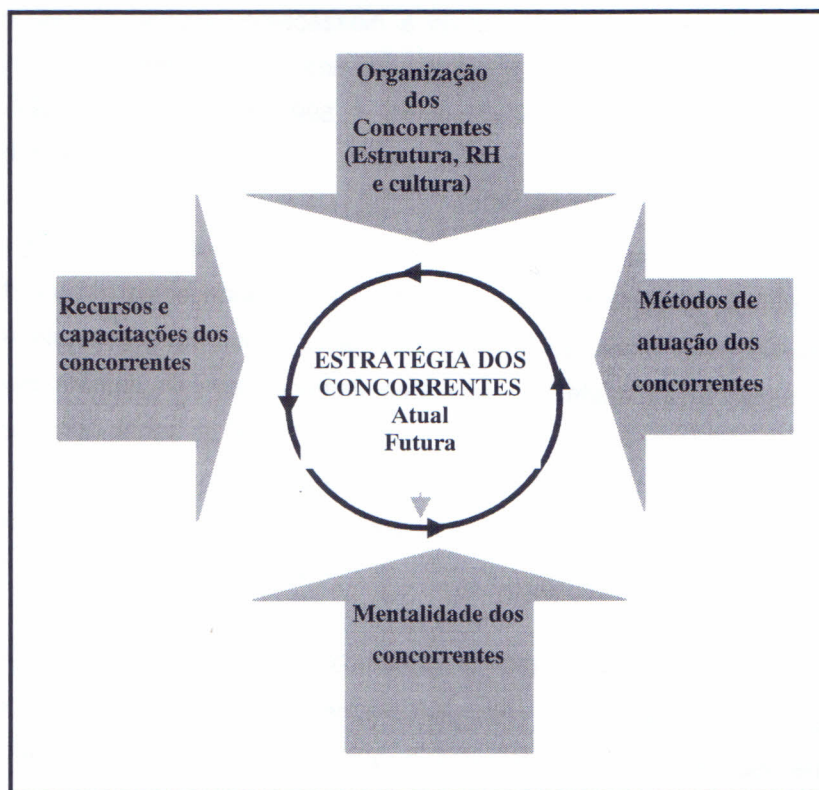 Organização
dos
Concorrentes
(Estrutura, RH
e cultura)
Recursos e
capacitações dos
concorrentes
ESTRATÉGIA DOS
CONCORRENTES
Atual
Futura
Métodos de
atuação dos
concorrentes
Mentalidade dos
concorrentes